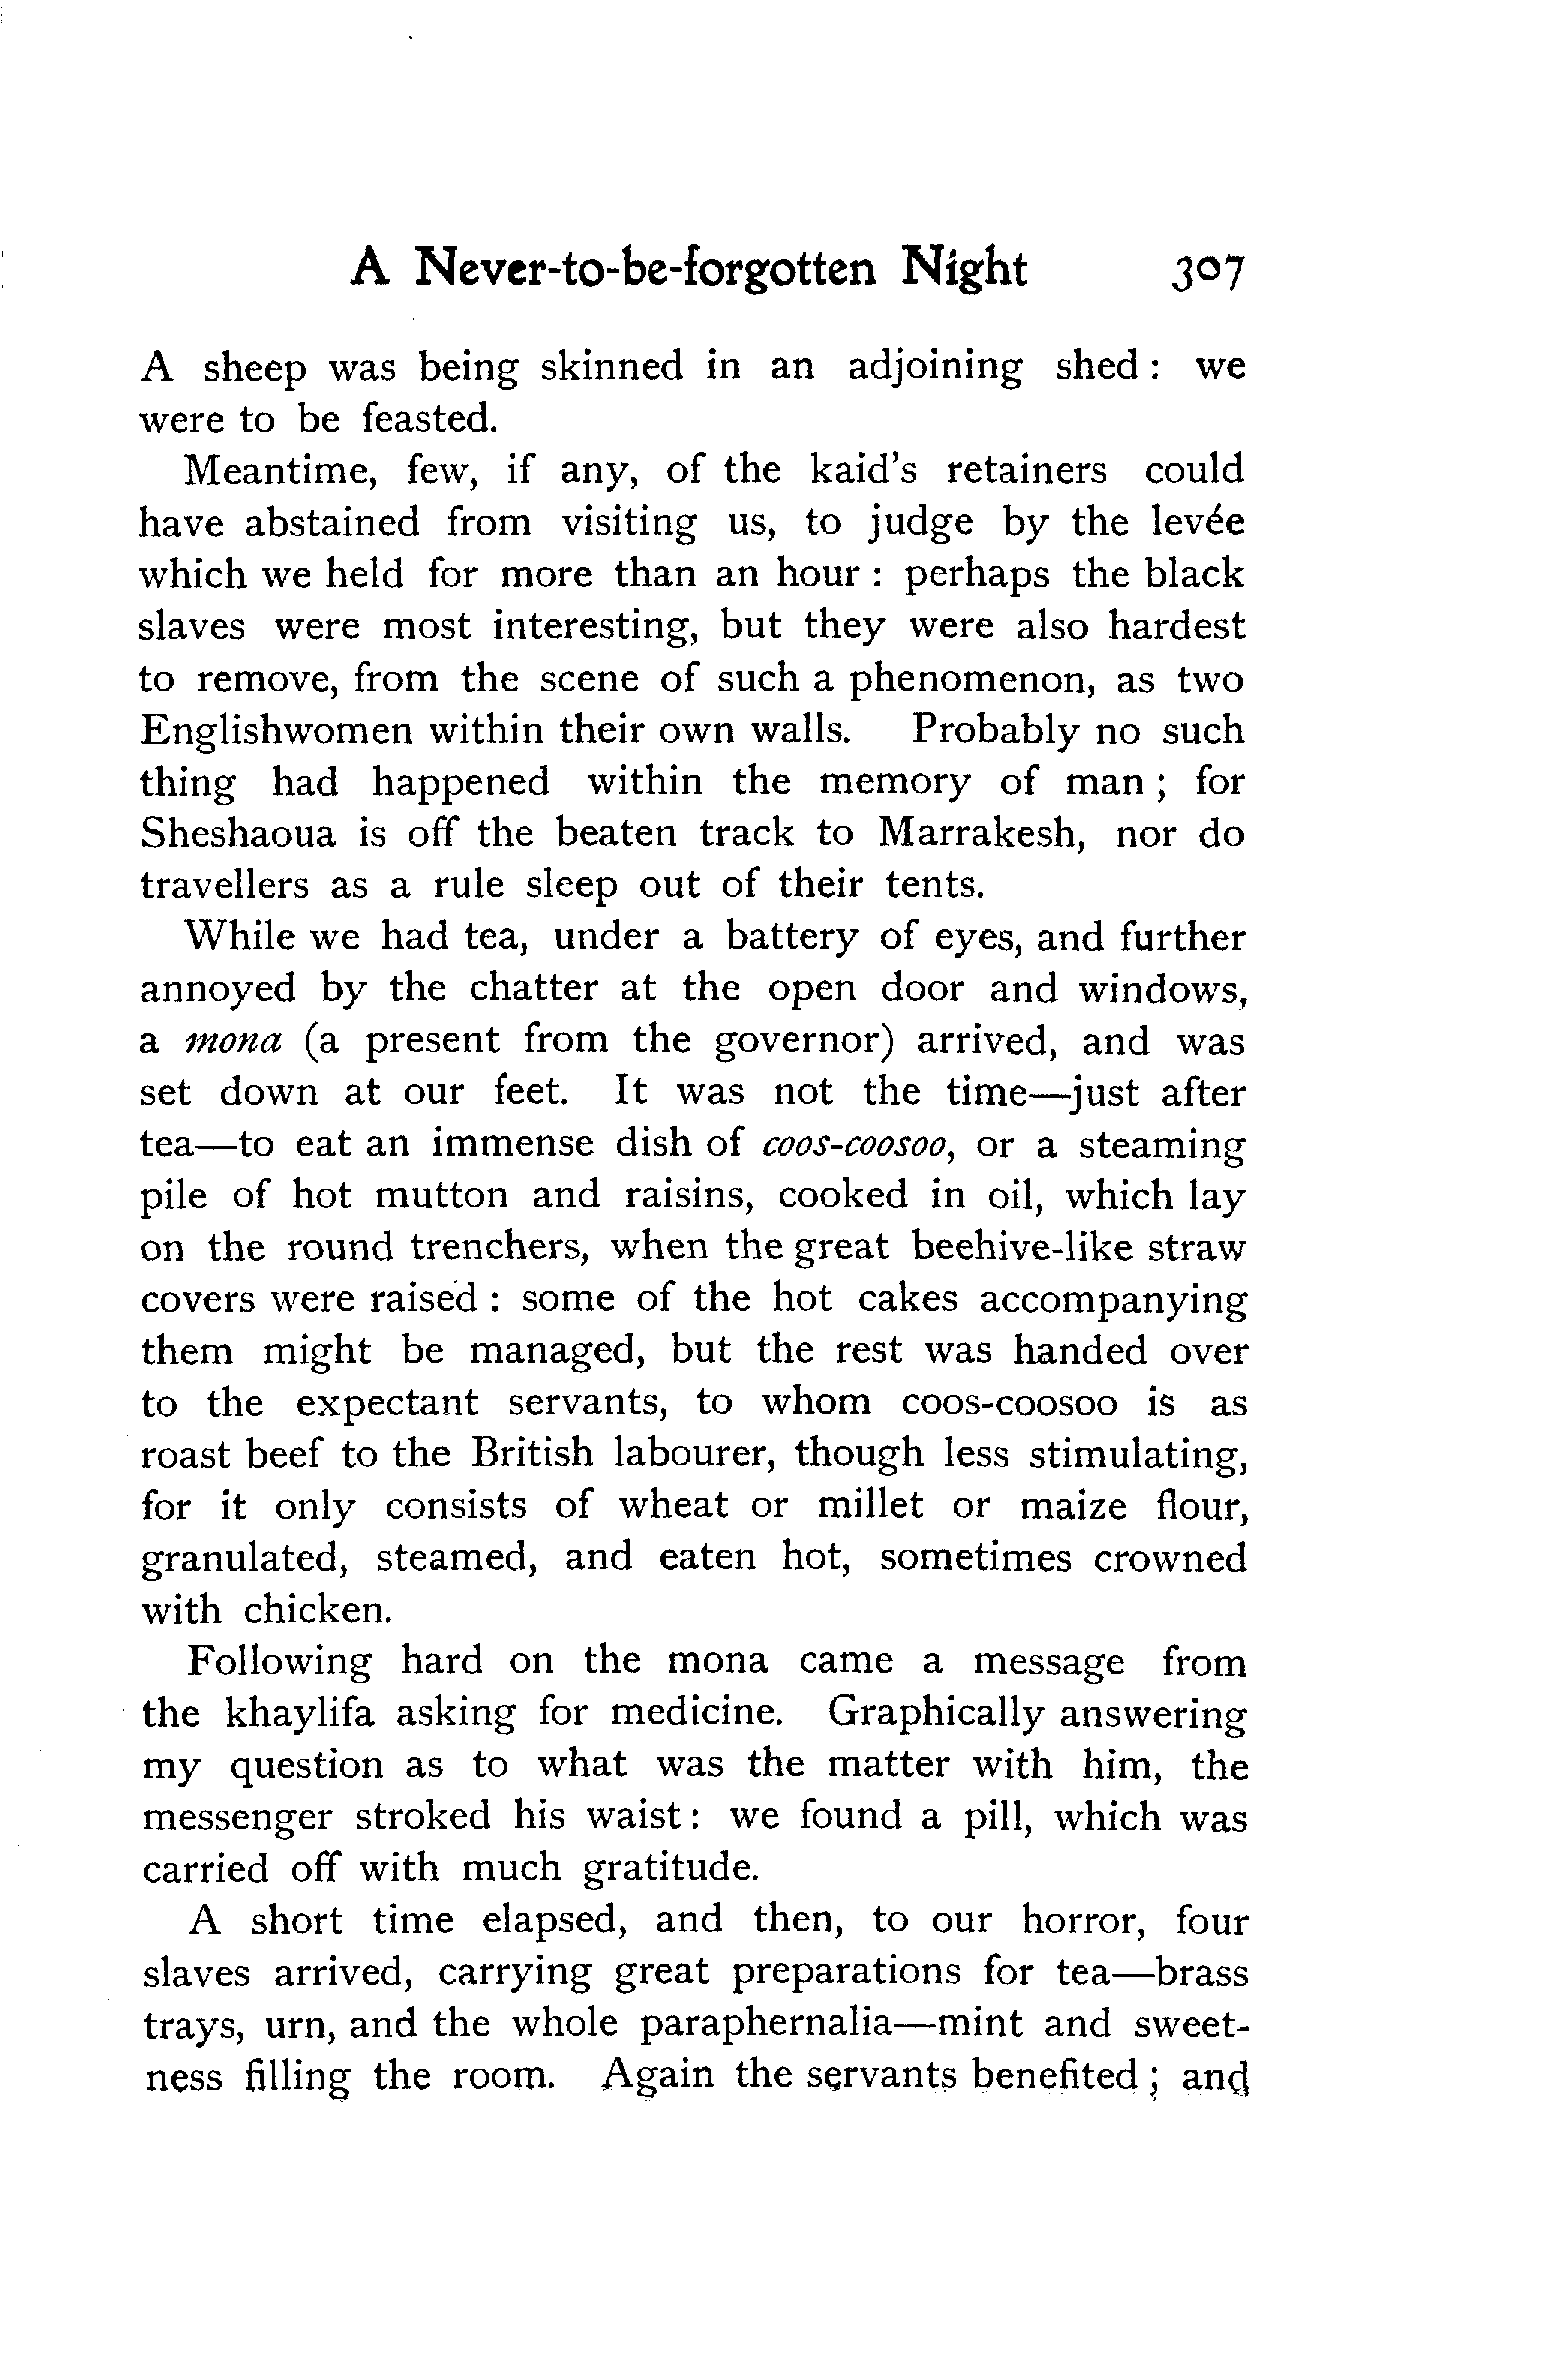 A Never-to-be-forgotten Night 307
A sheep was being skinned in an adjoining shed : we
were to be feasted.
Meantime, few, if any, of the kaid's retainers could
have abstained from visiting us, to judge by the levée
which we held for more than an hour : perhaps the black
slaves were most interesting, but they were also hardest
to remove, from the scene of such a phenomenon, as two
Englishwomen within their own walls. Probably no such
thing had happened within the memory of man ; for
Sheshaoua is off the beaten track to Marrakesh, nor do
travellers as a rule sleep out of their tents.
While we had tea, under a battery of eyes, and further
annoyed by the chatter at the open door and windows,
a mona (a present from the governor) arrived, and was
set down at our feet. It was not the time—just after
tea—to eat an immense dish of coos-coosoo, or a steaming
pile of hot mutton and raisins, cooked in oil, which lay
on the round trenchers, when the great beehive-like straw
covers were raised : some of the hot cakes accompanying
them might be managed, but the rest was handed over
to the expectant servants, to whom coos-coosoo is as
roast beef to the British labourer, though less stimulating,
for it only consists of wheat or millet or maize flour,
granulated, steamed, and eaten hot, sometimes crowned
with chicken.
Following hard on the mona came a message from
the khaylifa asking for medicine. Graphically answering
my question as to what was the matter with him, the
messenger stroked his waist : we found a pill, which was
carried off with much gratitude.
A short time elapsed, and then, to our horror, four
slaves arrived, carrying great preparations for tea—brass
trays, urn, and the whole paraphernalia—mint and sweet-
ness filling the room. Again the servants benefited ; and